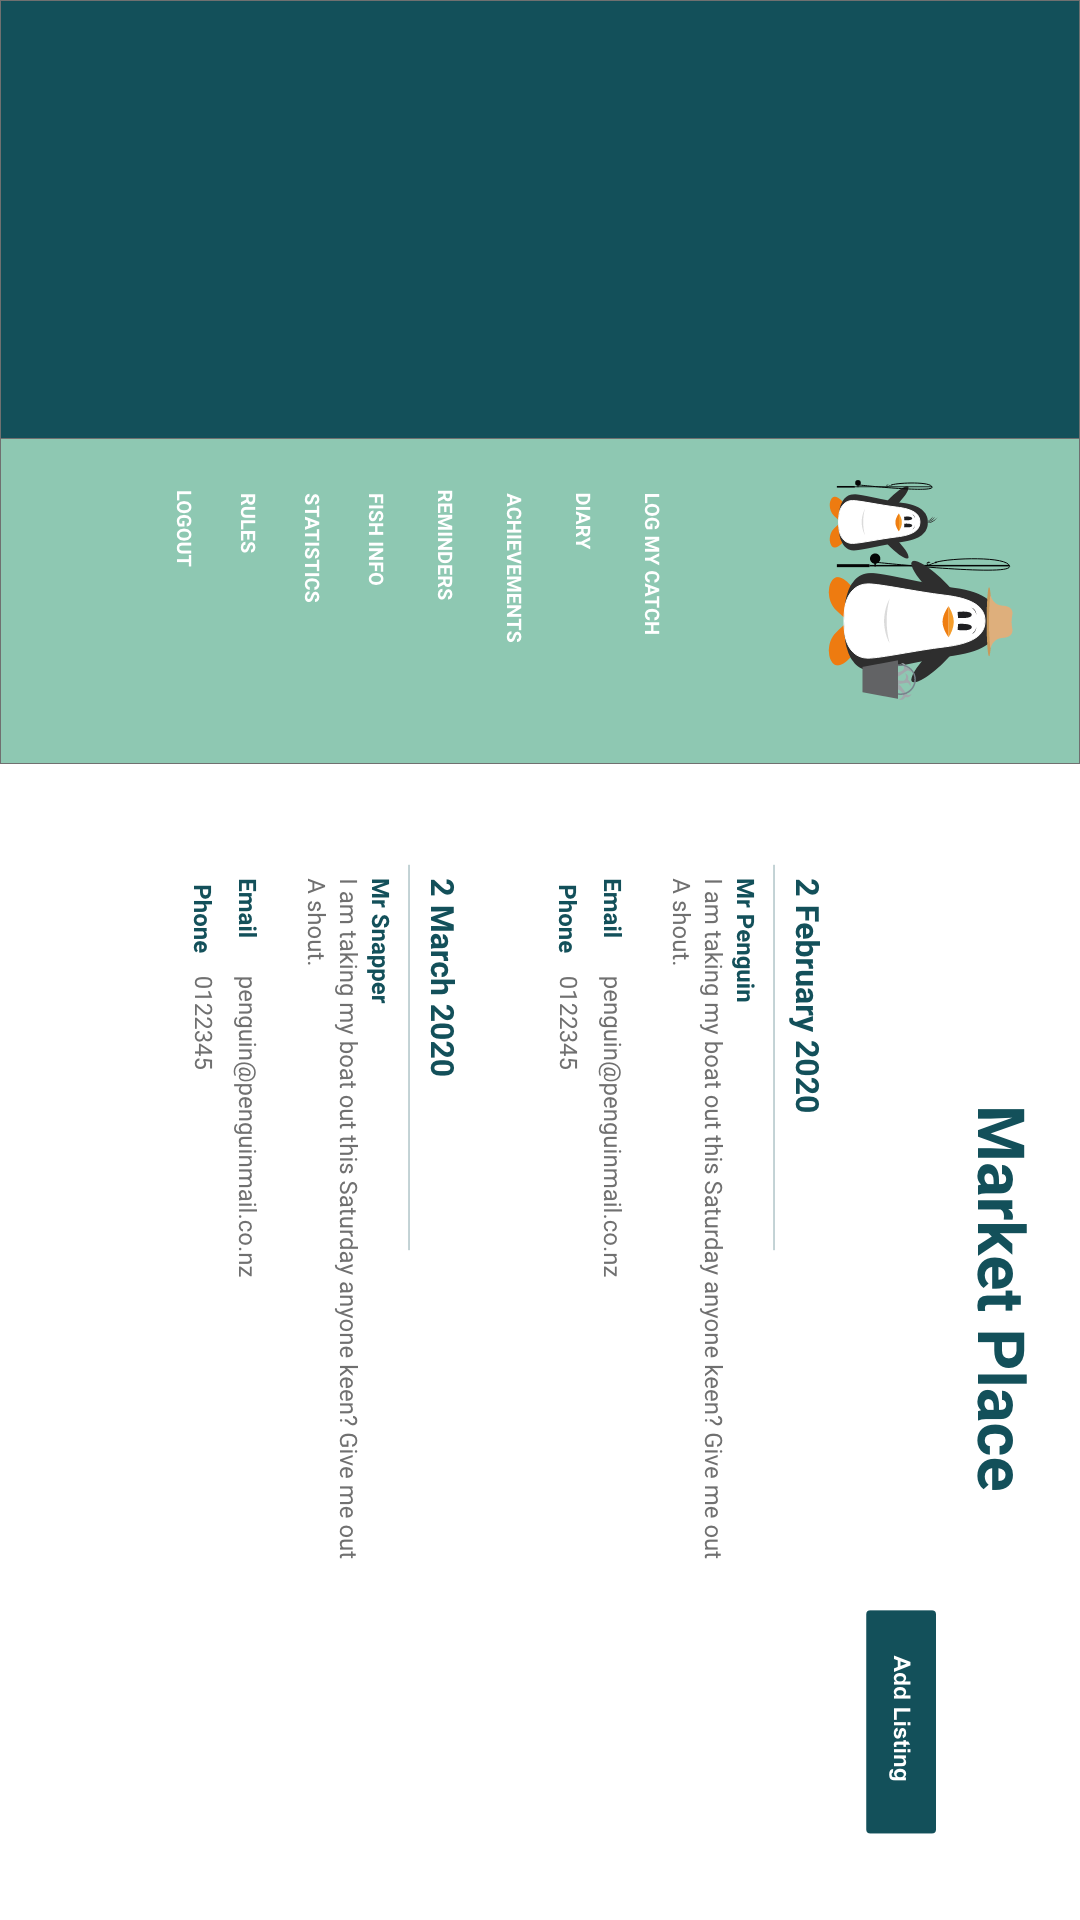 LOG MY CATCH
DIARY
ACHIEVEMENTS
REMINDERS
FISH INFO
STATISTICS
RULES
LOGOUT
Market Place
Add Listing
2 February 2020
Mr Penguin
I am taking my boat out this Saturday anyone keen? Give me out
A shout.
Email penguin@penguinmail.co.nz
Phone 0122345
2 March 2020
Mr Snapper
I am taking my boat out this Saturday anyone keen? Give me out
A shout.
Email penguin@penguinmail.co.nz
Phone 0122345